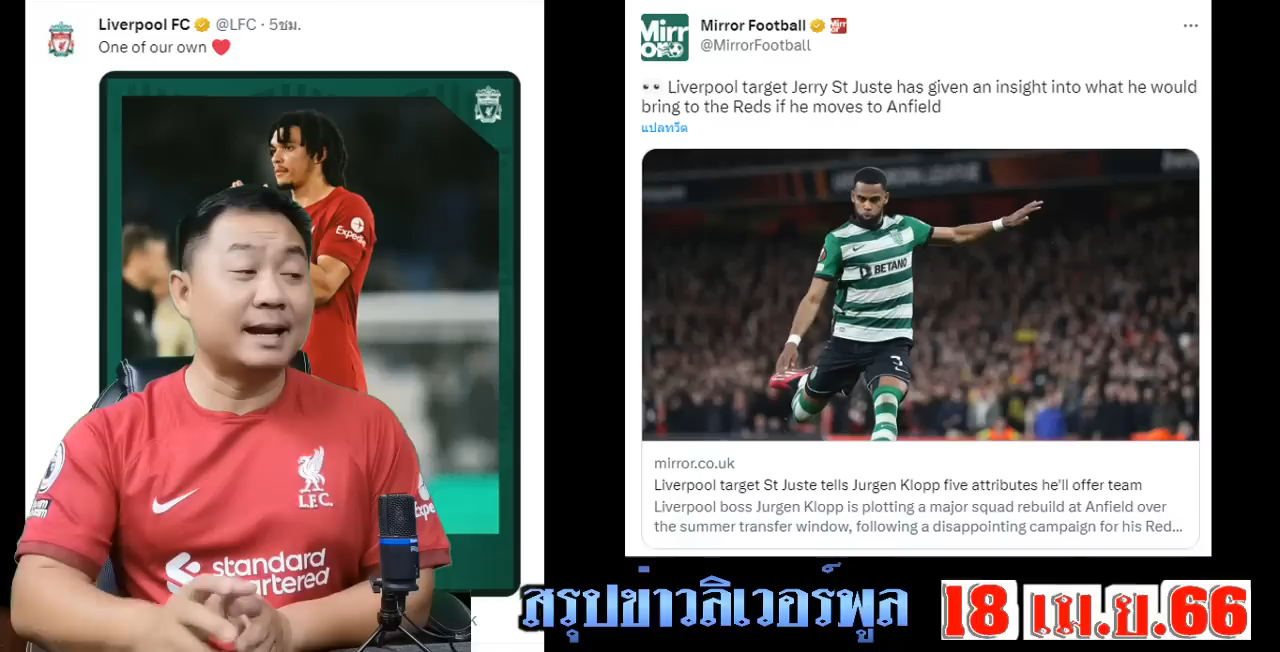 Liverpool FC @LFC · 5ชม.
One of our own ❤️
Expedia
L.F.C.
standard
chartered
Expe
Mirror Football
@MirrorFootball
👀 Liverpool target Jerry St Juste has given an insight into what he would
bring to the Reds if he moves to Anfield
แปลทวีต
BETANO
3
mirror.co.uk
Liverpool target St Juste tells Jurgen Klopp five attributes he'll offer team
Liverpool boss Jurgen Klopp is plotting a major squad rebuild at Anfield over
the summer transfer window, following a disappointing campaign for his Red...
สรุปข่าวลิเวอร์พูล
18 เม.ย.66